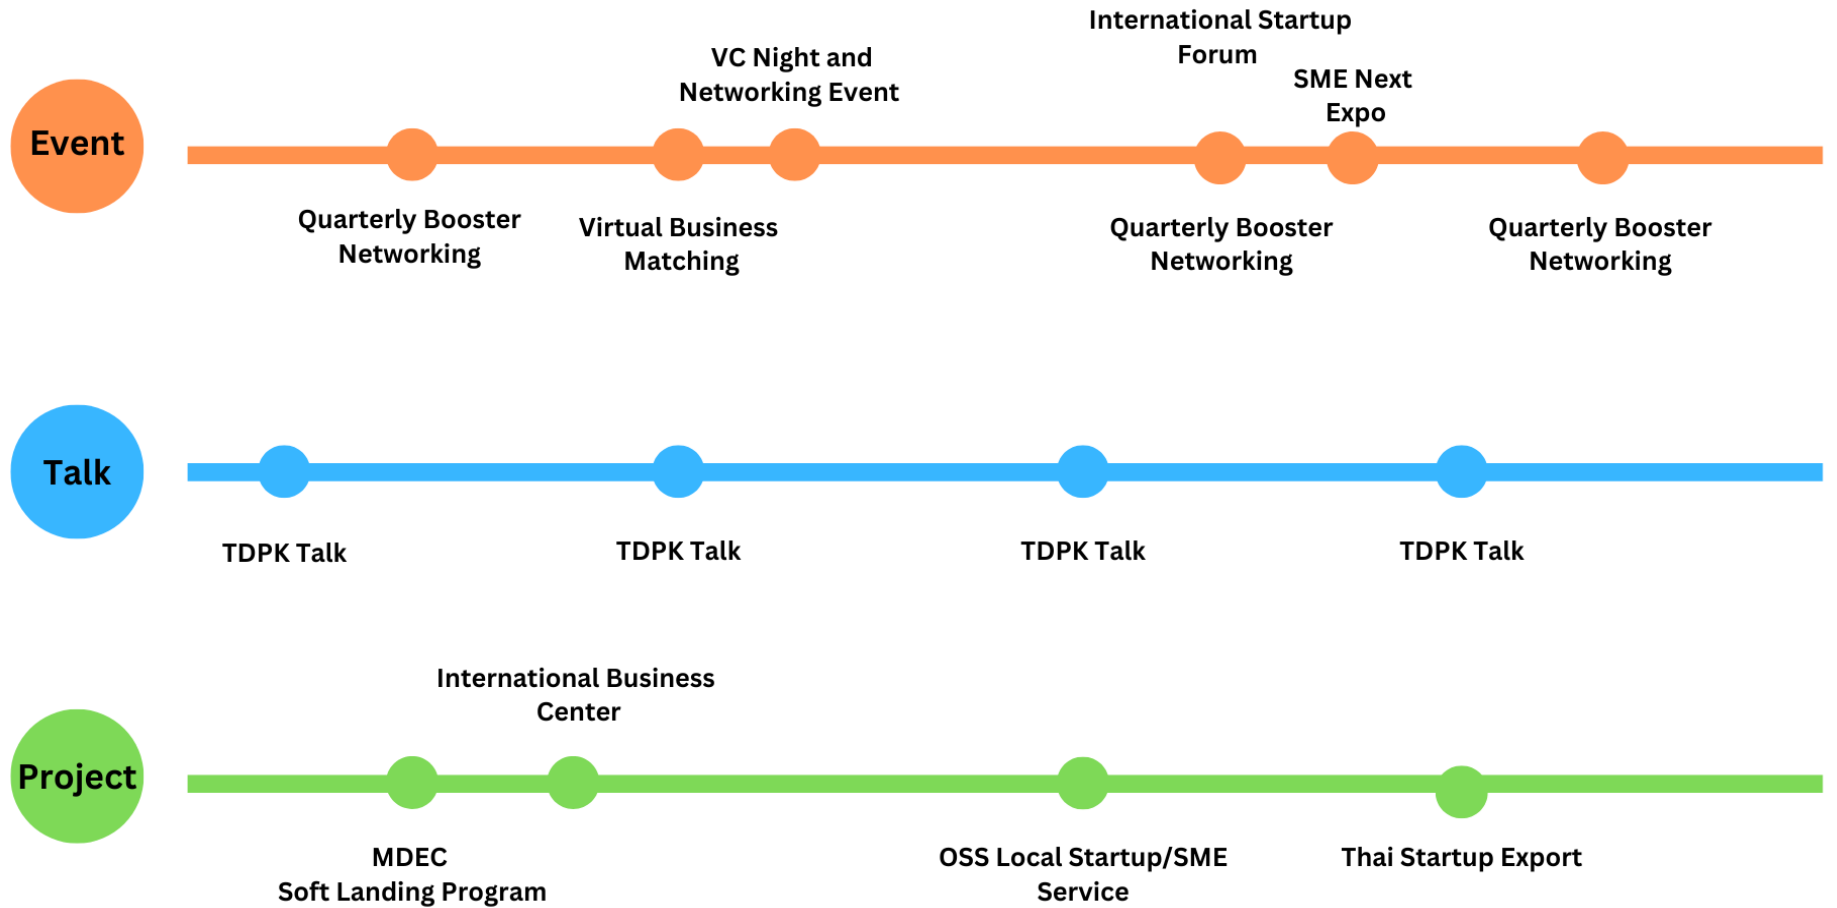 International Startup
Forum
VC Night and
Networking Event
SME Next
Expo
Event
Quarterly Booster
Networking
Virtual Business
Matching
Quarterly Booster
Networking
Quarterly Booster
Networking
Talk
TDPK Talk
TDPK Talk
TDPK Talk
TDPK Talk
International Business
Center
Project
MDEC
Soft Landing Program
OSS Local Startup/SME
Service
Thai Startup Export